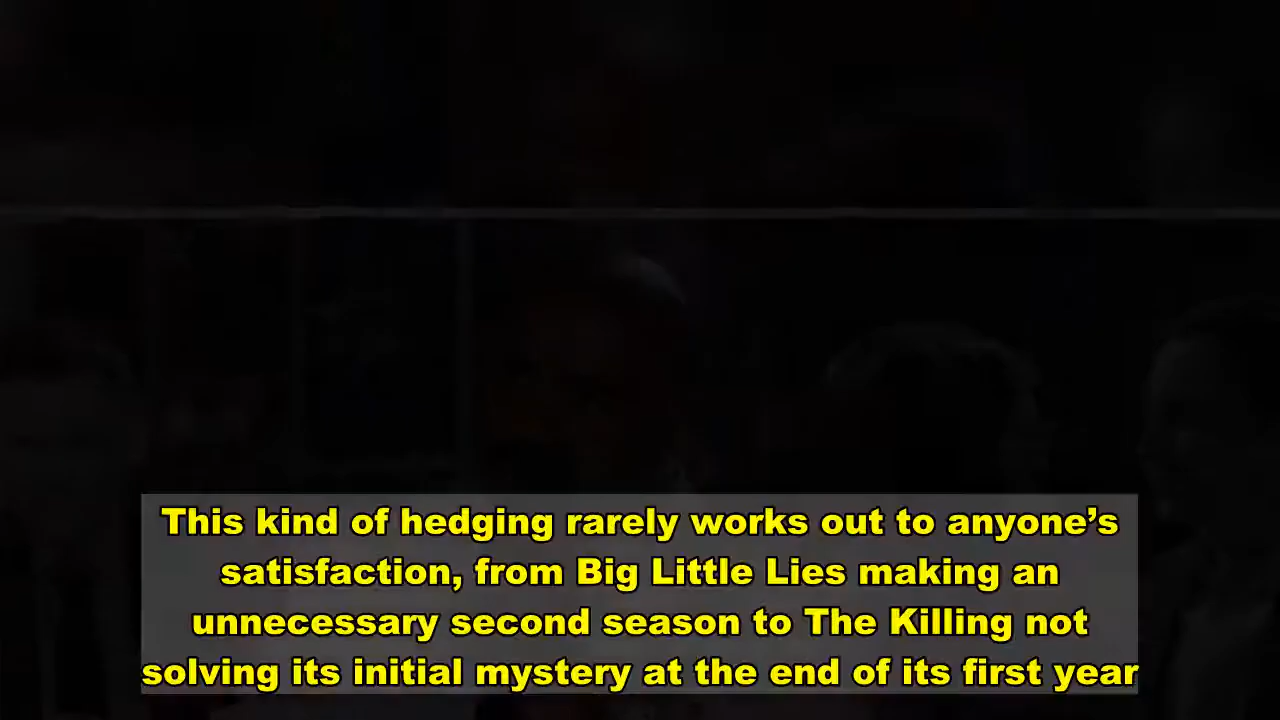 This kind of hedging rarely works out to anyone’s
satisfaction, from Big Little Lies making an
unnecessary second season to The Killing not
solving its initial mystery at the end of its first year